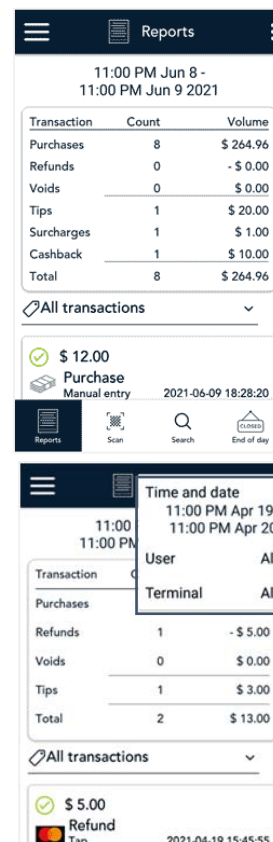 Reports
11:00 PM Jun 8 -
11:00 PM Jun 9 2021
Transaction Count Volume
Purchases 8 $ 264.96
Refunds 0 - $ 0.00
Voids 0 $ 0.00
Tips 1 $ 20.00
Surcharges 1 $ 1.00
Cashback 1 $ 10.00
Total 8 $ 264.96
All transactions
$ 12.00
Purchase
Manual entry 2021-06-09 18:28:20
CLOSED
Reports Scan Search End of day
Time and date
11:00 PM Apr 19
11:00 PM Apr 20
User Al
Terminal Al
11:00
11:00 PM
Transaction
Purchases
Refunds 1 - $ 5.00
Voids 0 $ 0.00
Tips 1 $ 3.00
Total 2 $ 13.00
All transactions
$ 5.00
Refund
Tap 2021-04-19 15:45:55